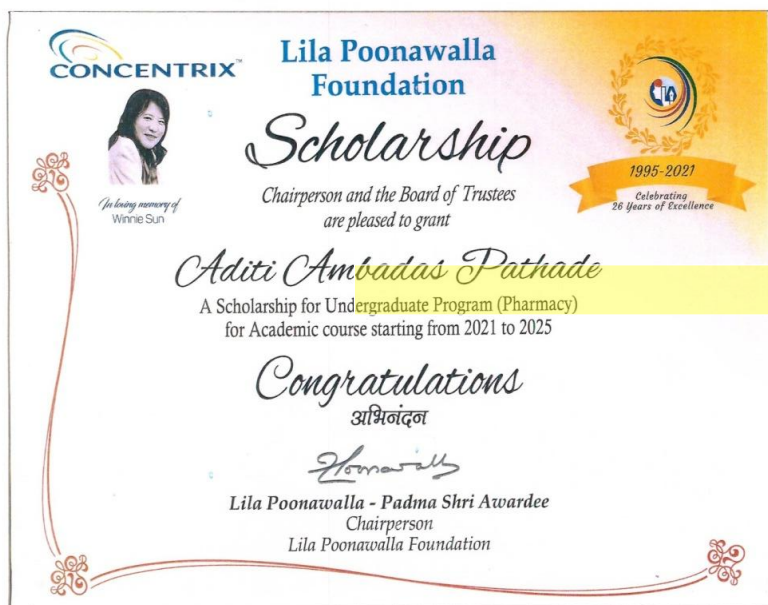 CONCENTRIX™
Lila Poonawalla
Foundation
LILA
Scholarship
1995-2021
Celebrating
26 Years of Excellence
In loving memory of
Winnie Sun
Chairperson and the Board of Trustees
are pleased to grant
Aditi Ambadas Pathade
A Scholarship for Undergraduate Program (Pharmacy)
for Academic course starting from 2021 to 2025
Congratulations
अभिनंदन
Lila Poonawalla - Padma Shri Awardee
Chairperson
Lila Poonawalla Foundation